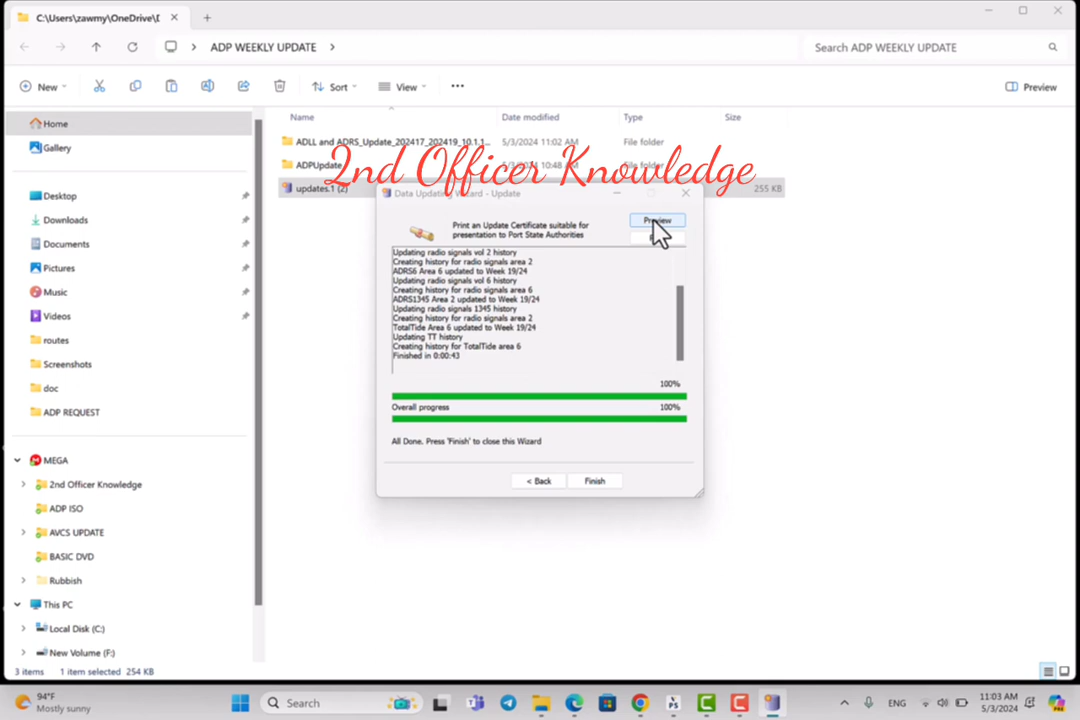 C:\Users\zawmy\OneDrive\D
ADP WEEKLY UPDATE
Search ADP WEEKLY UPDATE
New
Sort
View
Preview
Name
Date modified
Type
Size
Home
Gallery
Desktop
Downloads
Documents
Pictures
Music
Videos
routes
Screenshots
doc
ADP REQUEST
MEGA
2nd Officer Knowledge
ADP ISO
AVCS UPDATE
BASIC DVD
Rubbish
This PC
Local Disk (C:)
New Volume (F:)
ADLL and ADRS_Update_202417_202419_10.1.1... 5/3/2024 11:02 AM File folder
ADPUpdate 5/3/2024 10:48 AM File folder
updates.1 (2) 255 KB
2nd Officer Knowledge
Data Updating Wizard - Update
Print an Update Certificate suitable for
presentation to Port State Authorities
Preview
Updating radio signals vol 2 history
Creating history for radio signals area 2
ADRS6 Area 6 updated to Week 19/24
Updating radio signals vol 6 history
Creating history for radio signals area 6
ADRS1345 Area 2 updated to Week 19/24
Updating radio signals 1345 history
Creating history for radio signals area 2
TotalTide Area 6 updated to Week 19/24
Updating TT history
Creating history for TotalTide area 6
Finished in 0:00:43
100%
Overall progress 100%
All Done. Press 'Finish' to close this Wizard
< Back Finish
3 items 1 item selected 254 KB
94°F
Mostly sunny
Search
ENG
11:03 AM
5/3/2024